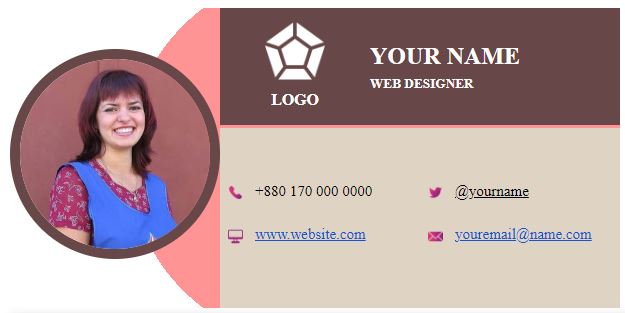 YOUR NAME
WEB DESIGNER
LOGO
+880 170 000 0000
@yourname
www.website.com
youremail@name.com